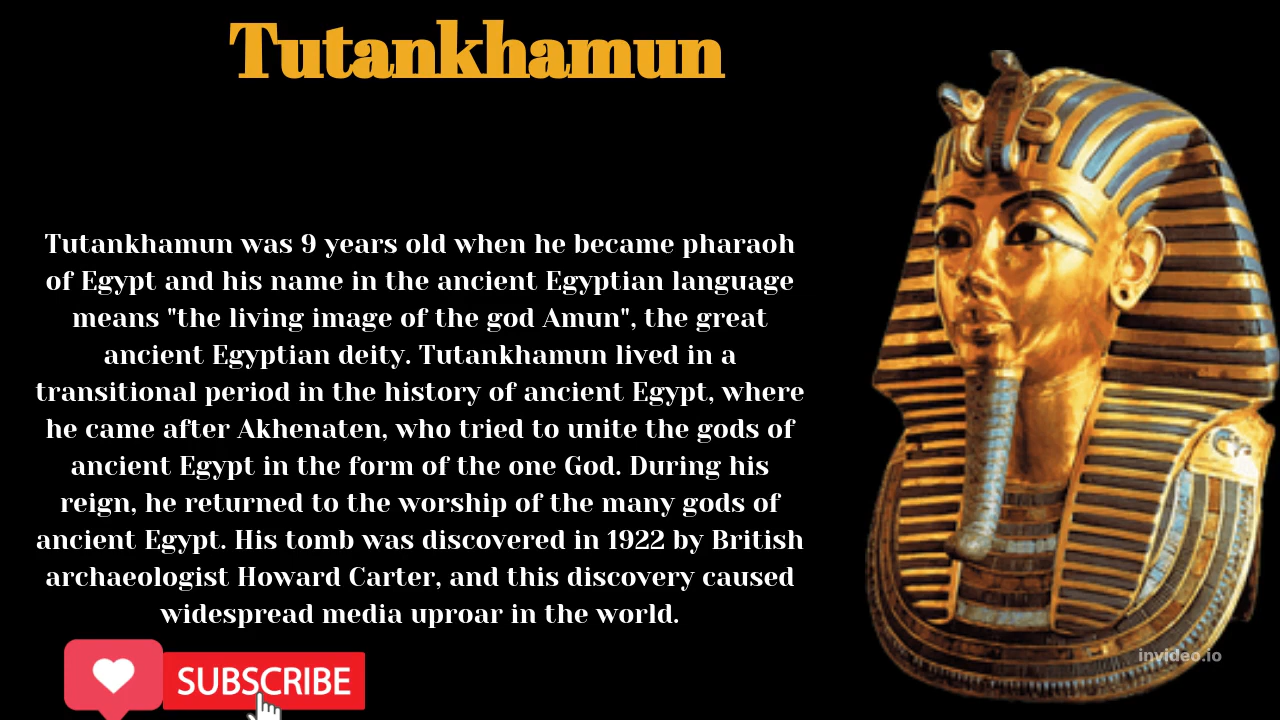 Tutankhamun
Tutankhamun was 9 years old when he became pharaoh
of Egypt and his name in the ancient Egyptian language
means "the living image of the god Amun", the great
ancient Egyptian deity. Tutankhamun lived in a
transitional period in the history of ancient Egypt, where
he came after Akhenaten, who tried to unite the gods of
ancient Egypt in the form of the one God. During his
reign, he returned to the worship of the many gods of
ancient Egypt. His tomb was discovered in 1922 by British
archaeologist Howard Carter, and this discovery caused
widespread media uproar in the world.
SUBSCRIBE
invideo.io